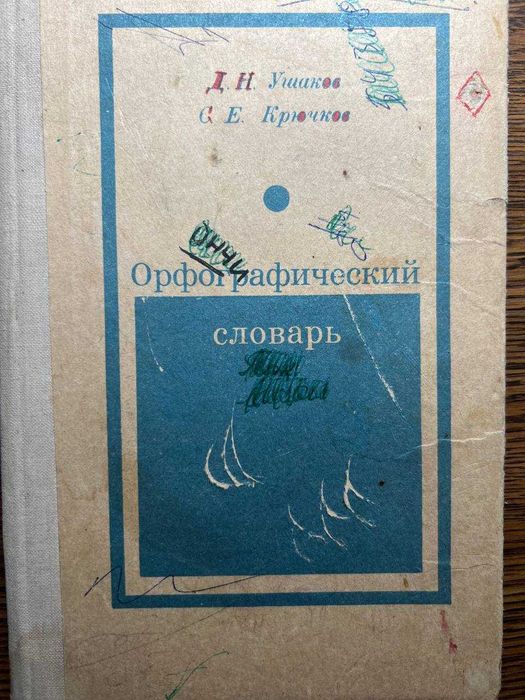 Д. Н. Ушаков
С. Е. Крючков
Орфографический
словарь